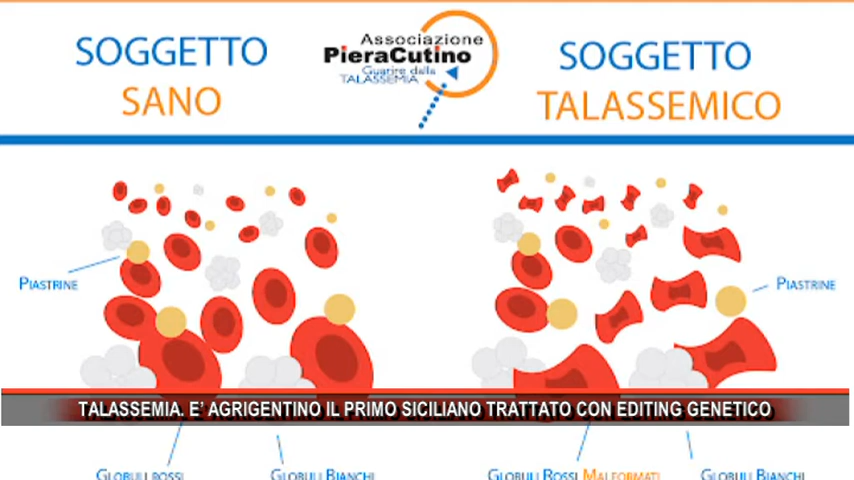 SOGGETTO
SANO
Associazione
PieraCutino
Guarire dalla
TALASSEMIA
SOGGETTO
TALASSEMICO
PIASTRINE
PIASTRINE
TALASSEMIA. E' AGRIGENTINO IL PRIMO SICILIANO TRATTATO CON EDITING GENETICO
GLOBULI ROSSI
GLOBULI BIANCHI
GLOBULI ROSSI MALFORMATI
GLOBULI BIANCHI